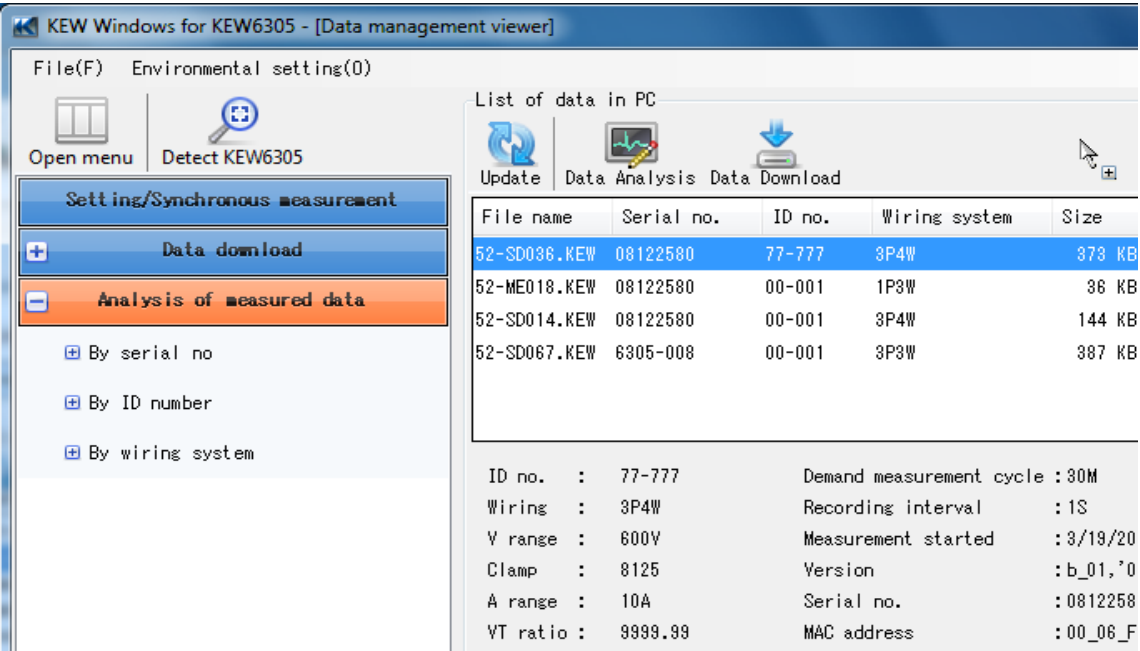 KEW Windows for KEW6305 - [Data management viewer]
File(F) Environmental setting(O)
Open menu
Detect KEW6305
Setting/Synchronous measurement
Data download
Analysis of measured data
By serial no
By ID number
By wiring system
List of data in PC
Update
Data Analysis
Data Download
File name Serial no. ID no. Wiring system Size
52-SD036.KEW 08122580 77-777 3P4W 373 KB
52-ME018.KEW 08122580 00-001 1P3W 36 KB
52-SD014.KEW 08122580 00-001 3P4W 144 KB
52-SD067.KEW 6305-008 00-001 3P3W 387 KB
ID no. : 77-777 Demand measurement cycle :30M
Wiring : 3P4W Recording interval :1S
V range : 600V Measurement started :3/19/20
Clamp : 8125 Version :b_01,'0
A range : 10A Serial no. :0812258
VT ratio : 9999.99 MAC address :00_06_F